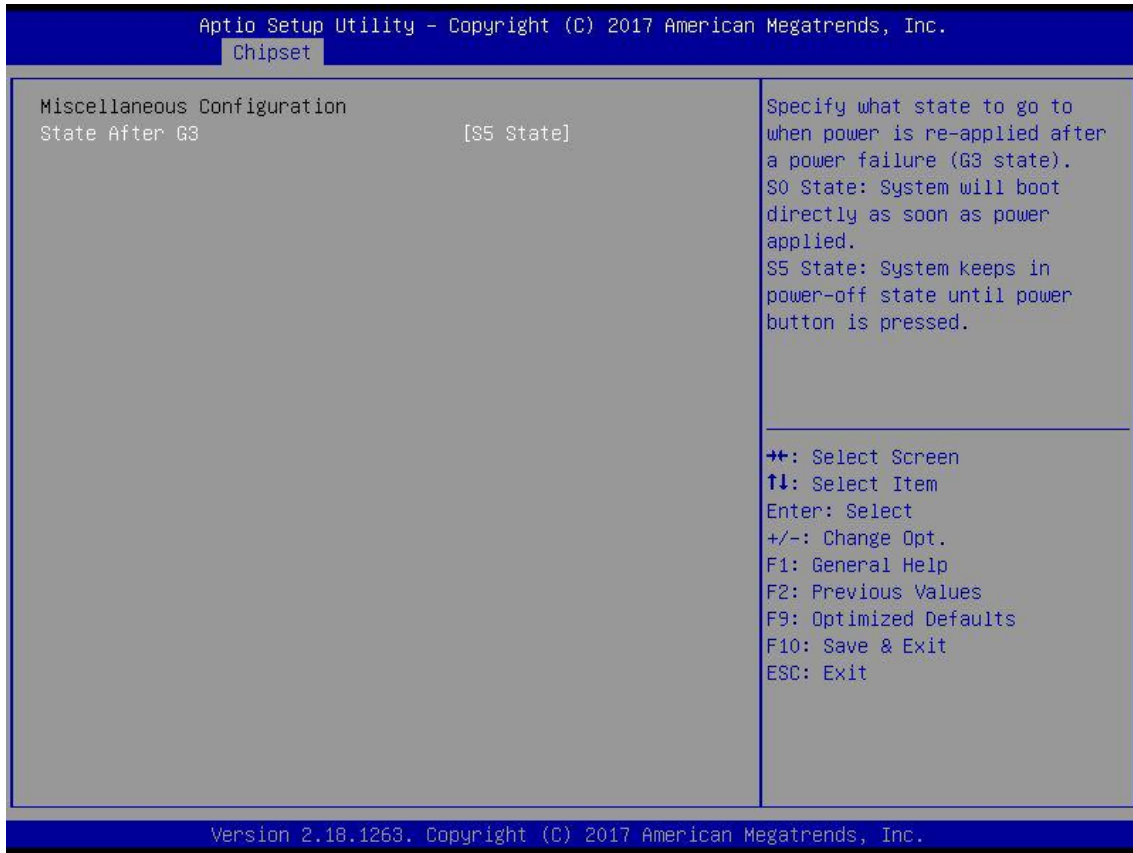 Aptio Setup Utility – Copyright (C) 2017 American Megatrends, Inc.
Chipset
Miscellaneous Configuration
State After G3 [S5 State]
Specify what state to go to
when power is re-applied after
a power failure (G3 state).
S0 State: System will boot
directly as soon as power
applied.
S5 State: System keeps in
power-off state until power
button is pressed.
→←: Select Screen
↑↓: Select Item
Enter: Select
+/-: Change Opt.
F1: General Help
F2: Previous Values
F9: Optimized Defaults
F10: Save & Exit
ESC: Exit
Version 2.18.1263. Copyright (C) 2017 American Megatrends, Inc.